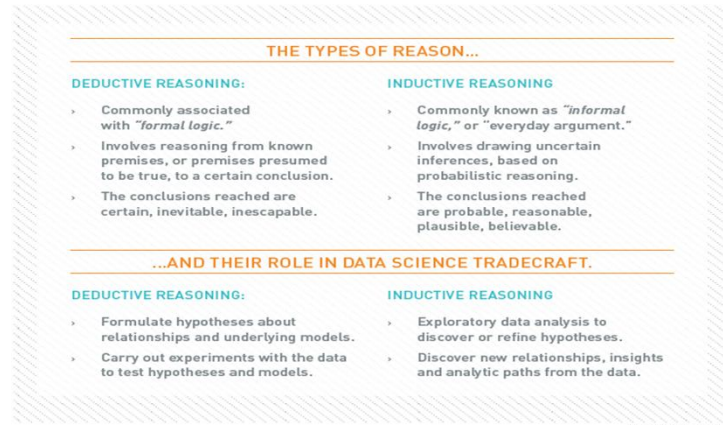 THE TYPES OF REASON...
DEDUCTIVE REASONING:
› Commonly associated
with “formal logic.”
› Involves reasoning from known
premises, or premises presumed
to be true, to a certain conclusion.
› The conclusions reached are
certain, inevitable, inescapable.
INDUCTIVE REASONING
› Commonly known as “informal
logic,” or “everyday argument.”
› Involves drawing uncertain
inferences, based on
probabilistic reasoning.
› The conclusions reached
are probable, reasonable,
plausible, believable.
...AND THEIR ROLE IN DATA SCIENCE TRADECRAFT.
DEDUCTIVE REASONING:
› Formulate hypotheses about
relationships and underlying models.
› Carry out experiments with the data
to test hypotheses and models.
INDUCTIVE REASONING
› Exploratory data analysis to
discover or refine hypotheses.
› Discover new relationships, insights
and analytic paths from the data.